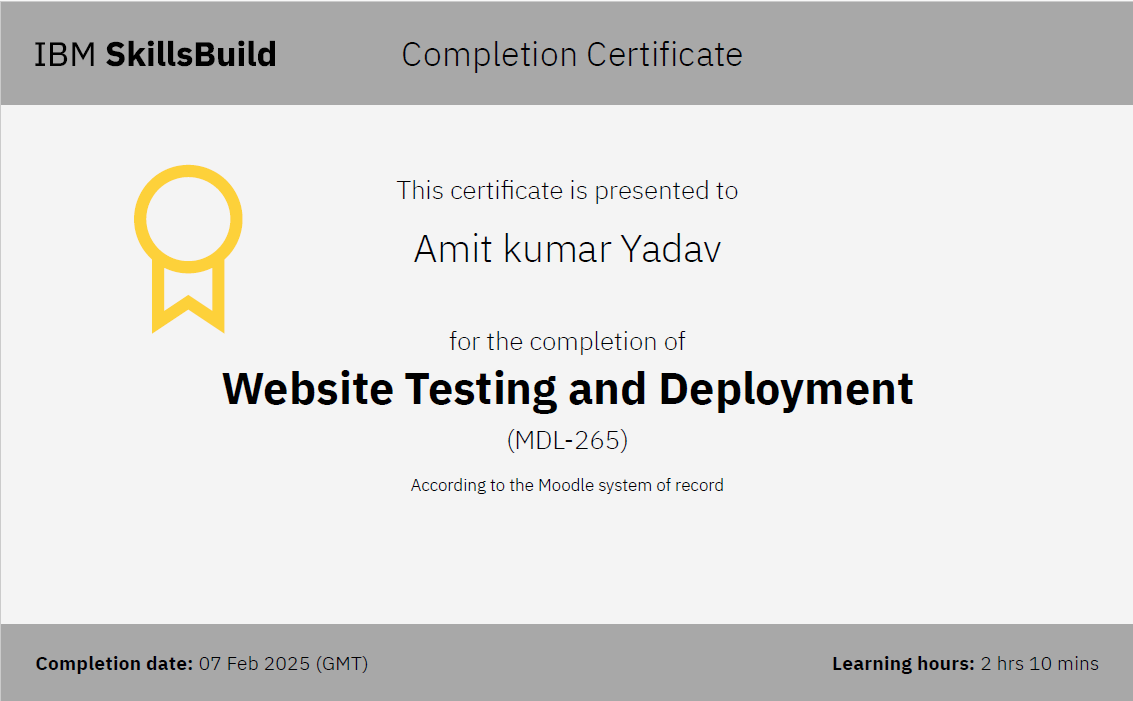 IBM SkillsBuild
Completion Certificate
This certificate is presented to
Amit kumar Yadav
for the completion of
Website Testing and Deployment
(MDL-265)
According to the Moodle system of record
Completion date: 07 Feb 2025 (GMT)
Learning hours: 2 hrs 10 mins